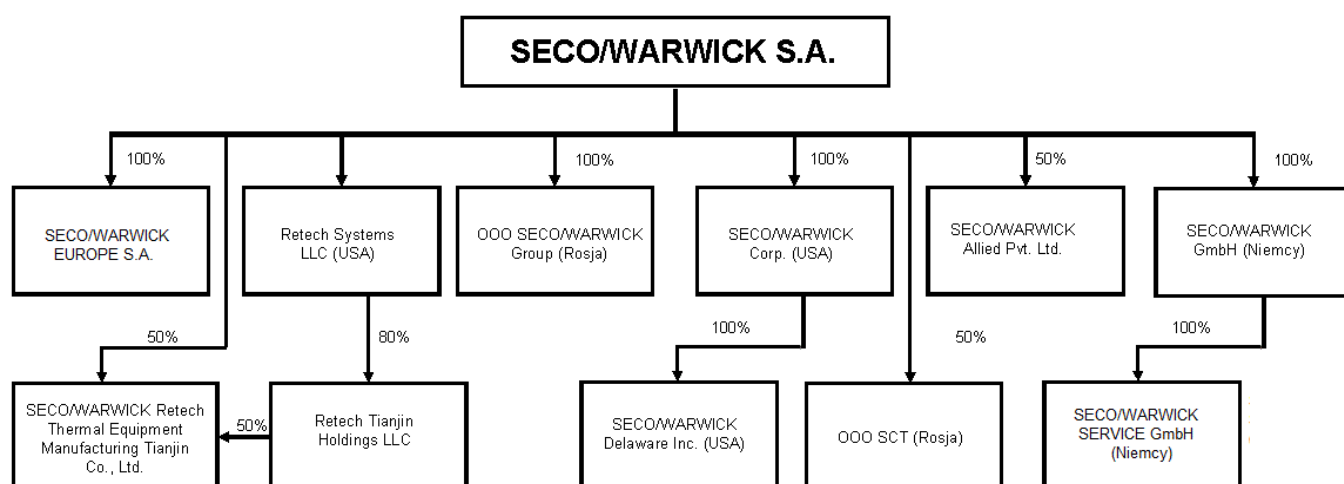 SECO/WARWICK S.A.
100%
100%
100%
50%
100%
SECO/WARWICK
EUROPE S.A.
Retech Systems
LLC (USA)
OOO SECO/WARWICK
Group (Rosja)
SECO/WARWICK
Corp. (USA)
SECO/WARWICK
Allied Pvt. Ltd.
SECO/WARWICK
GmbH (Niemcy)
50%
80%
100%
50%
100%
SECO/WARWICK Retech
Thermal Equipment
Manufacturing Tianjin
Co., Ltd.
50%
Retech Tianjin
Holdings LLC
SECO/WARWICK
Delaware Inc. (USA)
OOO SCT (Rosja)
SECO/WARWICK
SERVICE GmbH
(Niemcy)